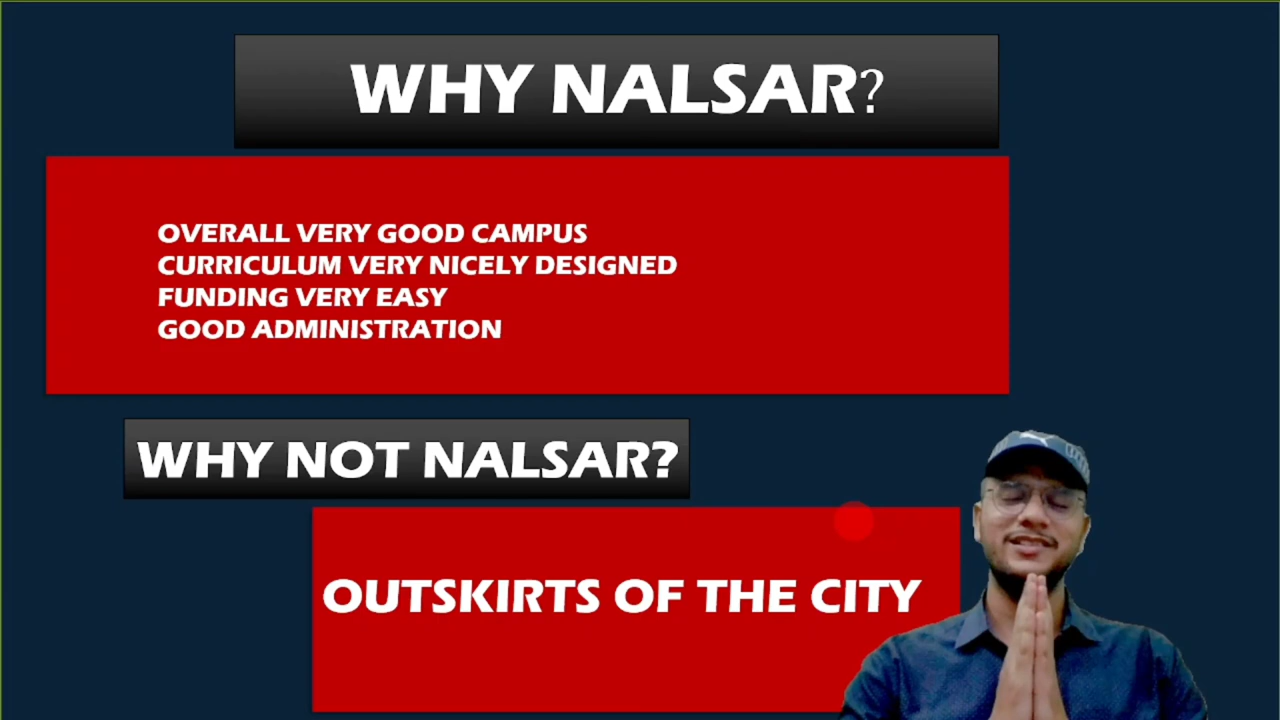 WHY NALSAR?
OVERALL VERY GOOD CAMPUS
CURRICULUM VERY NICELY DESIGNED
FUNDING VERY EASY
GOOD ADMINISTRATION
WHY NOT NALSAR?
OUTSKIRTS OF THE CITY